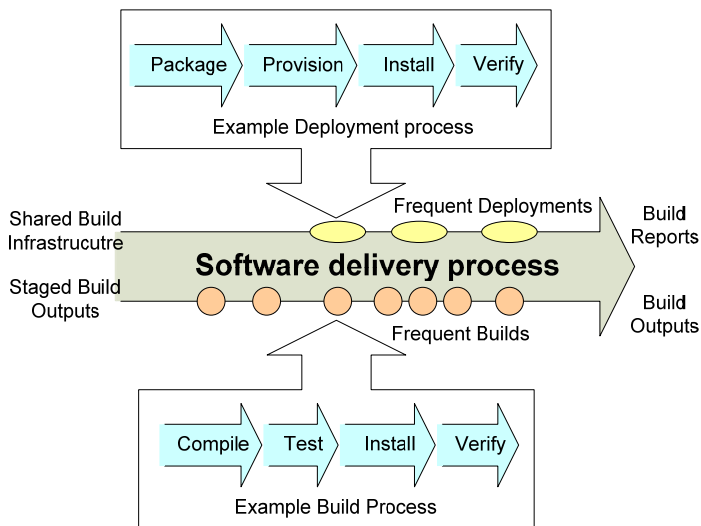 Package
Provision
Install
Verify
Example Deployment process
Shared Build
Infrastrucutre
Frequent Deployments
Build
Reports
Software delivery process
Staged Build
Outputs
Frequent Builds
Build
Outputs
Compile
Test
Install
Verify
Example Build Process